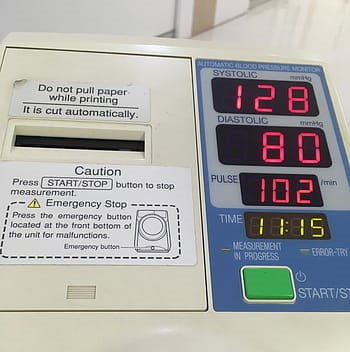 Do not pull paper
while printing
It is cut automatically.
Caution
Press START/STOP button to stop
measurement.
Emergency Stop
Press the emergency button
located at the front bottom of
the unit for malfunctions.
Emergency button
AUTOMATIC BLOOD PRESSURE MONITOR
SYSTOLIC mmHg
128
DIASTOLIC mmHg
80
PULSE 102 /min
TIME 11:15
MEASUREMENT
IN PROGRESS
ERROR-TRY
START/ST